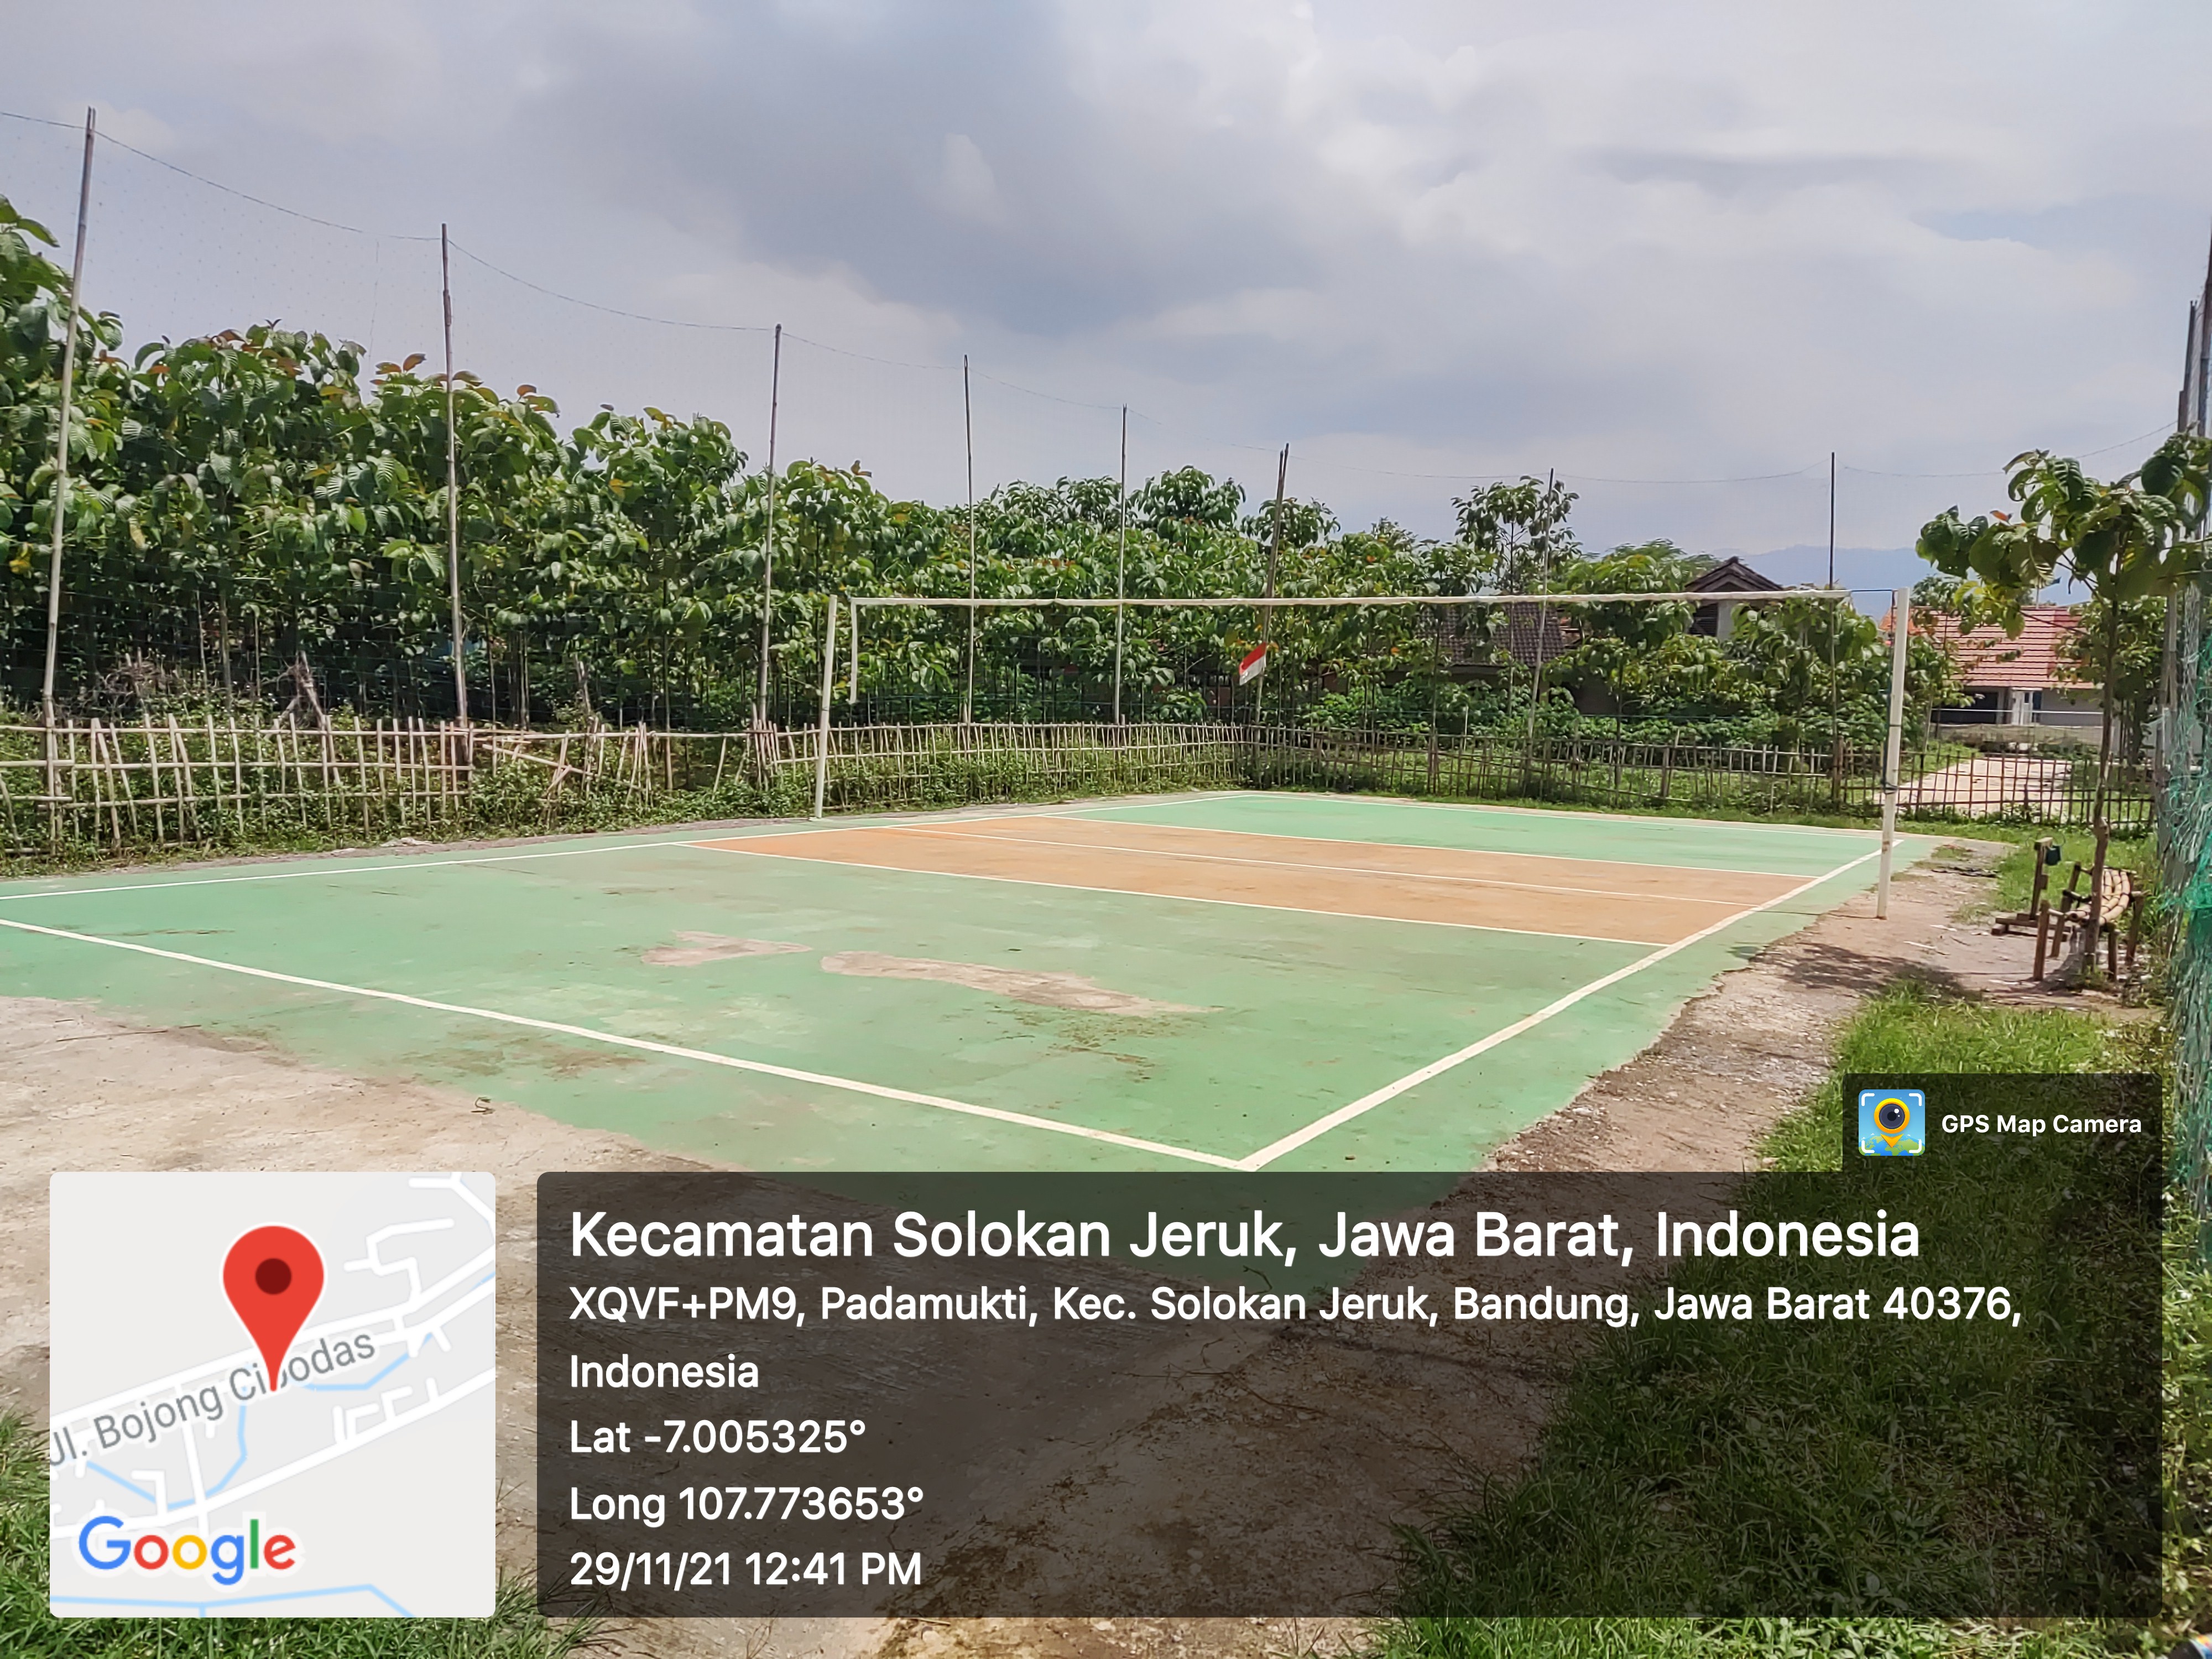 GPS Map Camera
Kecamatan Solokan Jeruk, Jawa Barat, Indonesia
XQVF+PM9, Padamukti, Kec. Solokan Jeruk, Bandung, Jawa Barat 40376,
Indonesia
Lat -7.005325°
Long 107.773653°
29/11/21 12:41 PM
Jl. Bojong Cibodas
Google